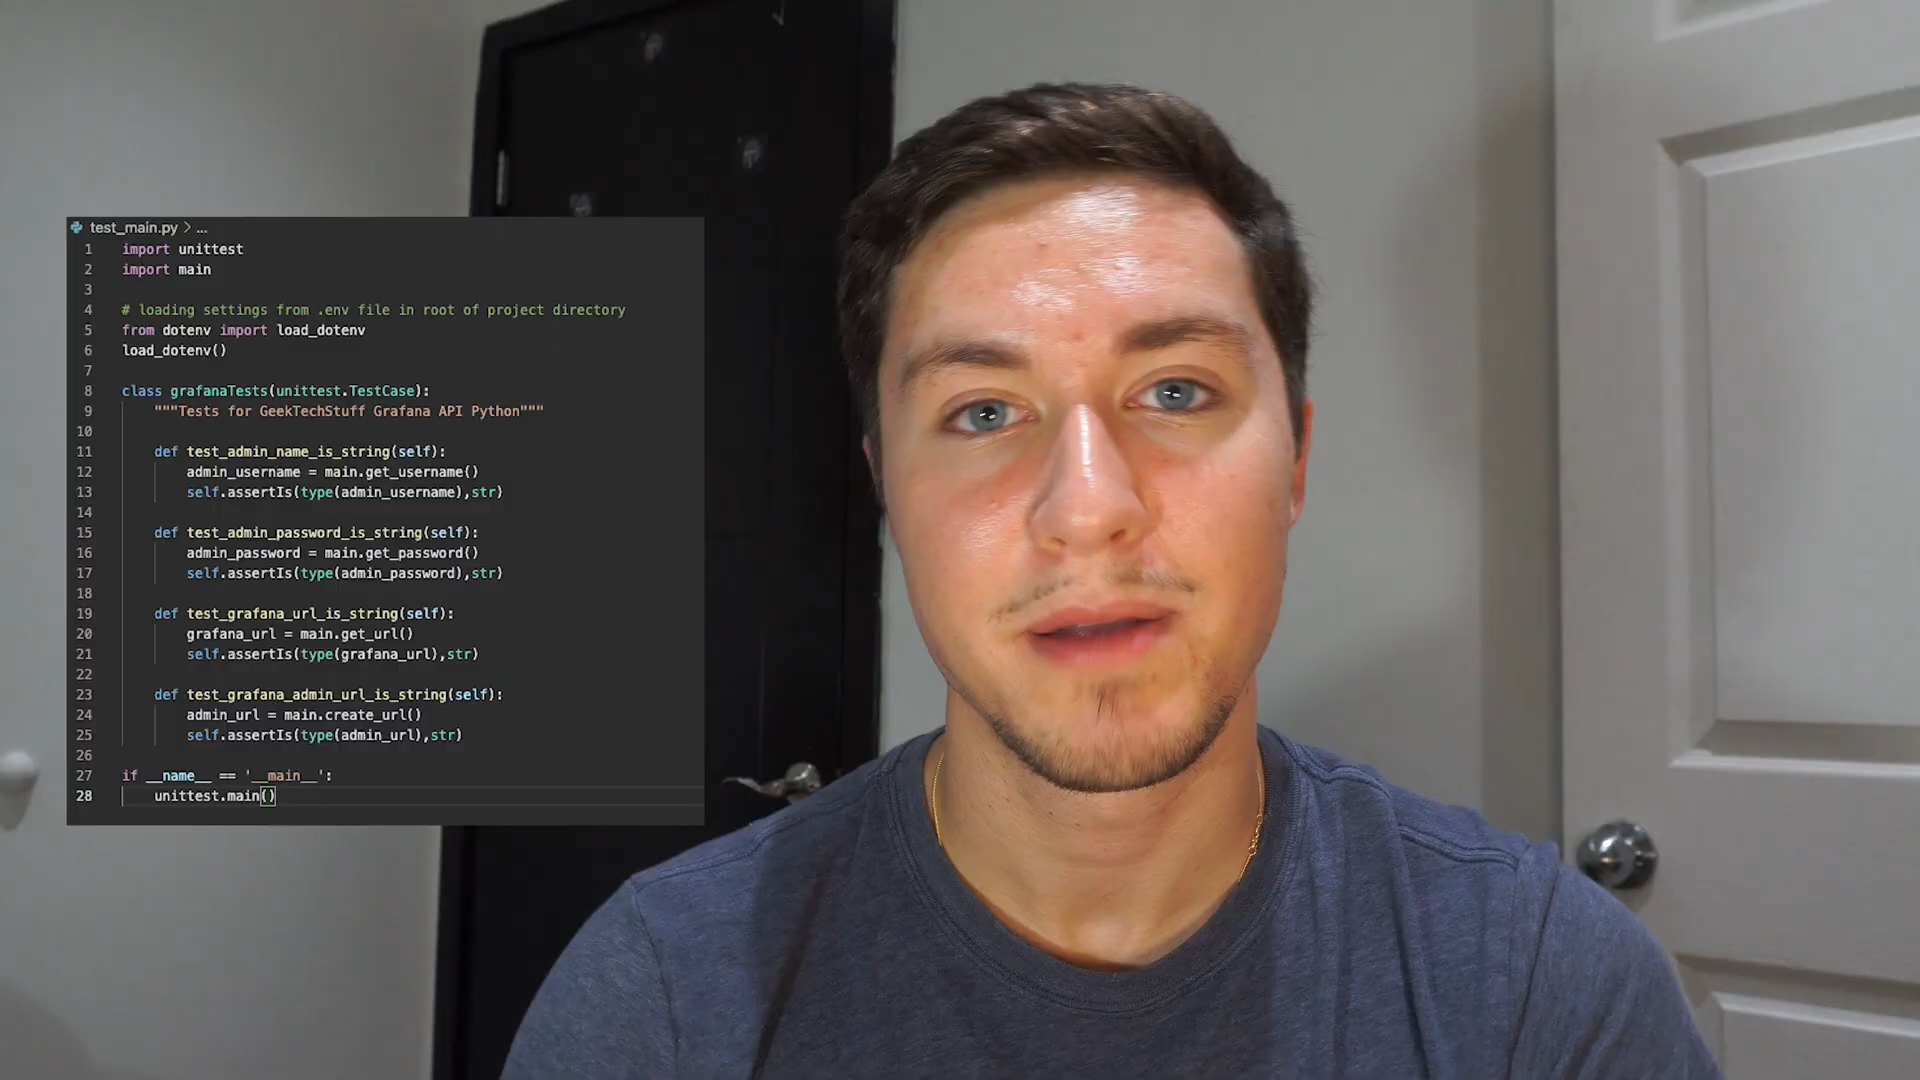 test_main.py > ...
1 import unittest
2 import main
3
4 # loading settings from .env file in root of project directory
5 from dotenv import load_dotenv
6 load_dotenv()
7
8 class grafanaTests(unittest.TestCase):
9 """Tests for GeekTechStuff Grafana API Python"""
10
11 def test_admin_name_is_string(self):
12 admin_username = main.get_username()
13 self.assertIs(type(admin_username),str)
14
15 def test_admin_password_is_string(self):
16 admin_password = main.get_password()
17 self.assertIs(type(admin_password),str)
18
19 def test_grafana_url_is_string(self):
20 grafana_url = main.get_url()
21 self.assertIs(type(grafana_url),str)
22
23 def test_grafana_admin_url_is_string(self):
24 admin_url = main.create_url()
25 self.assertIs(type(admin_url),str)
26
27 if __name__ == '__main__':
28 unittest.main()